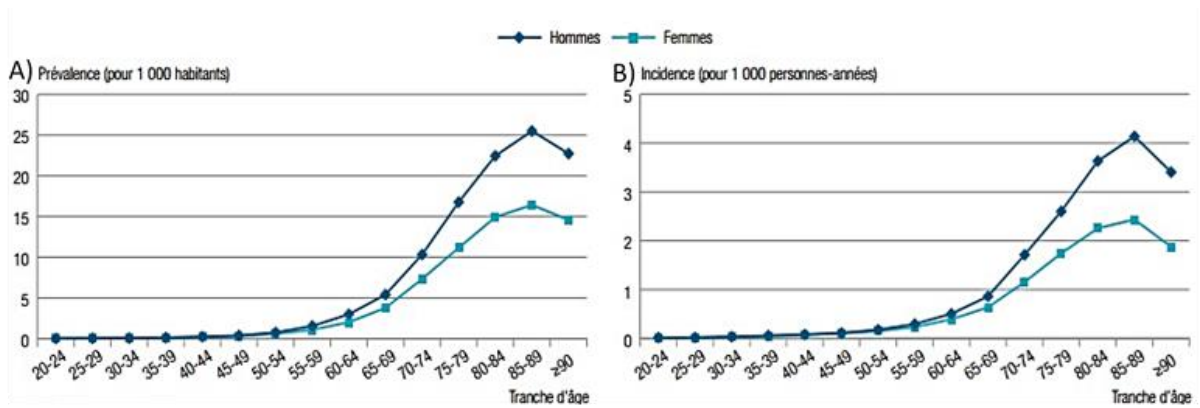 Hommes Femmes
A) Prévalence (pour 1 000 habitants)
30
25
20
15
10
5
0
20-24 25-29 30-34 35-39 40-44 45-49 50-54 55-59 60-64 65-69 70-74 75-79 80-84 85-89 ≥90
Tranche d'âge
B) Incidence (pour 1 000 personnes-années)
5
4
3
2
1
0
20-24 25-29 30-34 35-39 40-44 45-49 50-54 55-59 60-64 65-69 70-74 75-79 80-84 85-89 ≥90
Tranche d'âge